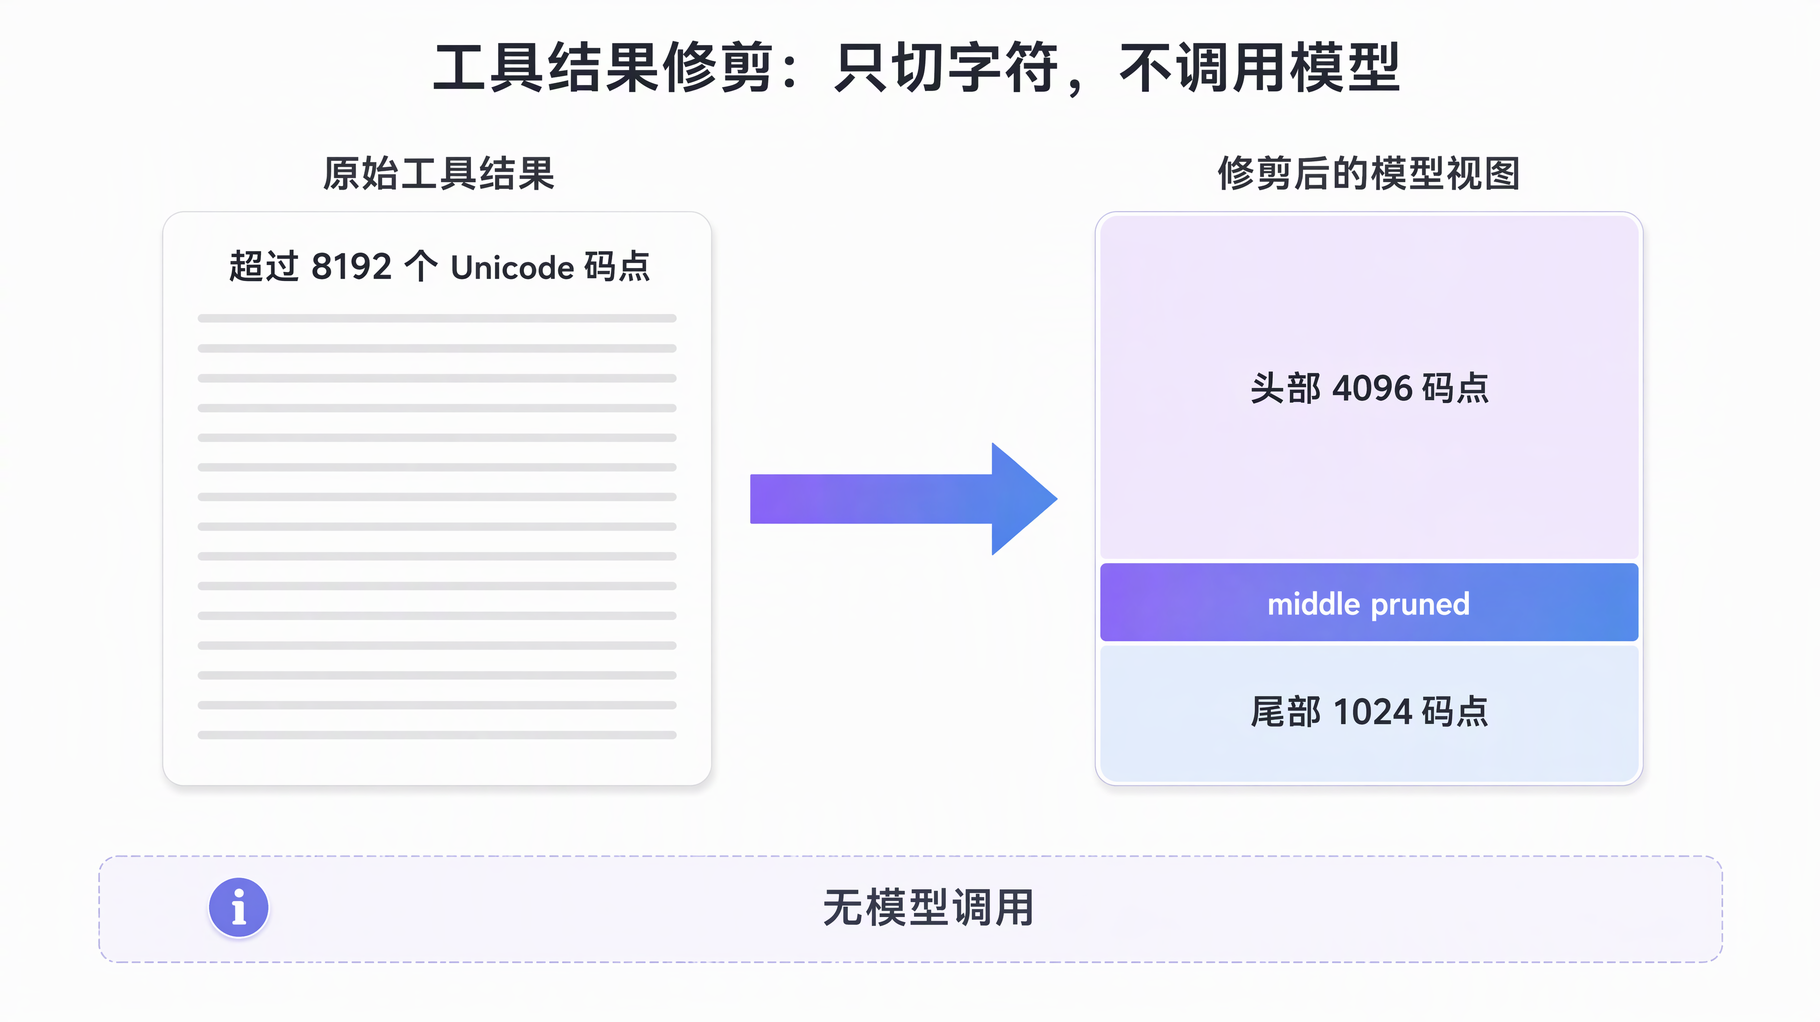 工具结果修剪：只切字符，不调用模型
原始工具结果
超过 8192 个 Unicode 码点
修剪后的模型视图
头部 4096 码点
middle pruned
尾部 1024 码点
i
无模型调用